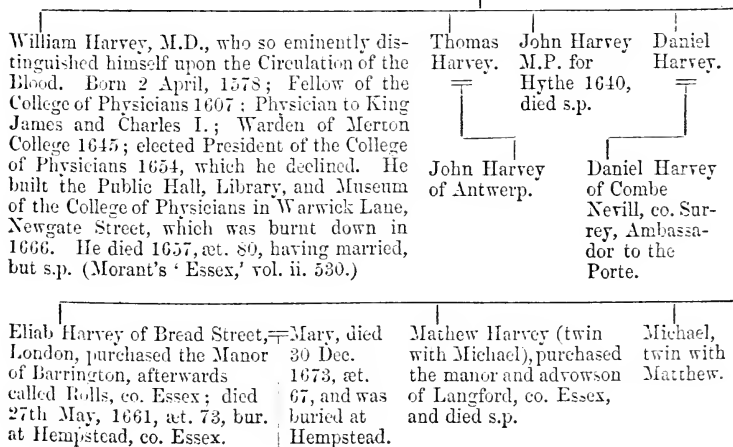 William Harvey, M.D., who so eminently dis-
tinguished himself upon the Circulation of the
Blood. Born 2 April, 1578; Fellow of the
College of Physicians 1607; Physician to King
James and Charles I.; Warden of Merton
College 1645; elected President of the College
of Physicians 1654, which he declined. He
built the Public Hall, Library, and Museum
of the College of Physicians in Warwick Lane,
Newgate Street, which was burnt down in
1666. He died 1657, æt. 80, having married,
but s.p. (Morant's ‘Essex,’ vol. ii. 530.)
Thomas
Harvey.
John Harvey
M.P. for
Hythe 1640,
died s.p.
Daniel
Harvey.
John Harvey
of Antwerp.
Daniel Harvey
of Combe
Nevill, co. Sur-
rey, Ambassa-
dor to the
Porte.
Eliab Harvey of Bread Street,
London, purchased the Manor
of Barrington, afterwards
called Rolls, co. Essex; died
27th May, 1661, æt. 73, bur.
at Hempstead, co. Essex.
Mary, died
30 Dec.
1673, æt.
67, and was
buried at
Hempstead.
Mathew Harvey (twin
with Michael), purchased
the manor and advowson
of Langford, co. Essex,
and died s.p.
Michael,
twin with
Matthew.